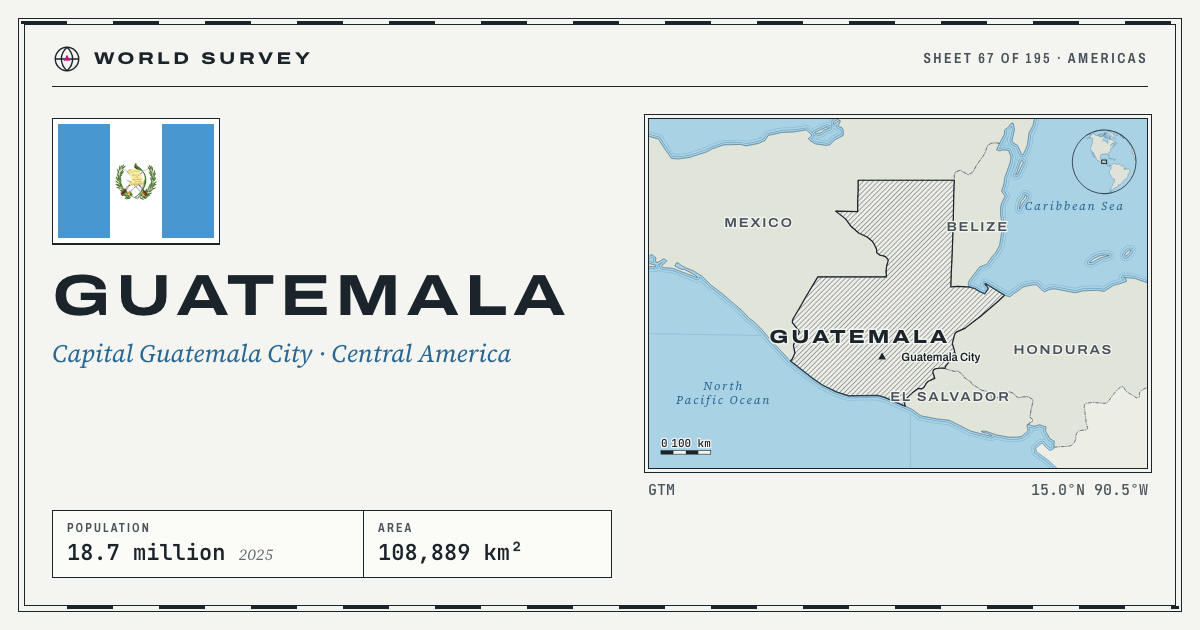 WORLD SURVEY
SHEET 67 OF 195 · AMERICAS
GUATEMALA
Capital Guatemala City · Central America
POPULATION
18.7 million 2025
AREA
108,889 km²
MEXICO
BELIZE
Caribbean Sea
GUATEMALA
Guatemala City
HONDURAS
EL SALVADOR
North
Pacific Ocean
0 100 km
GTM
15.0°N 90.5°W